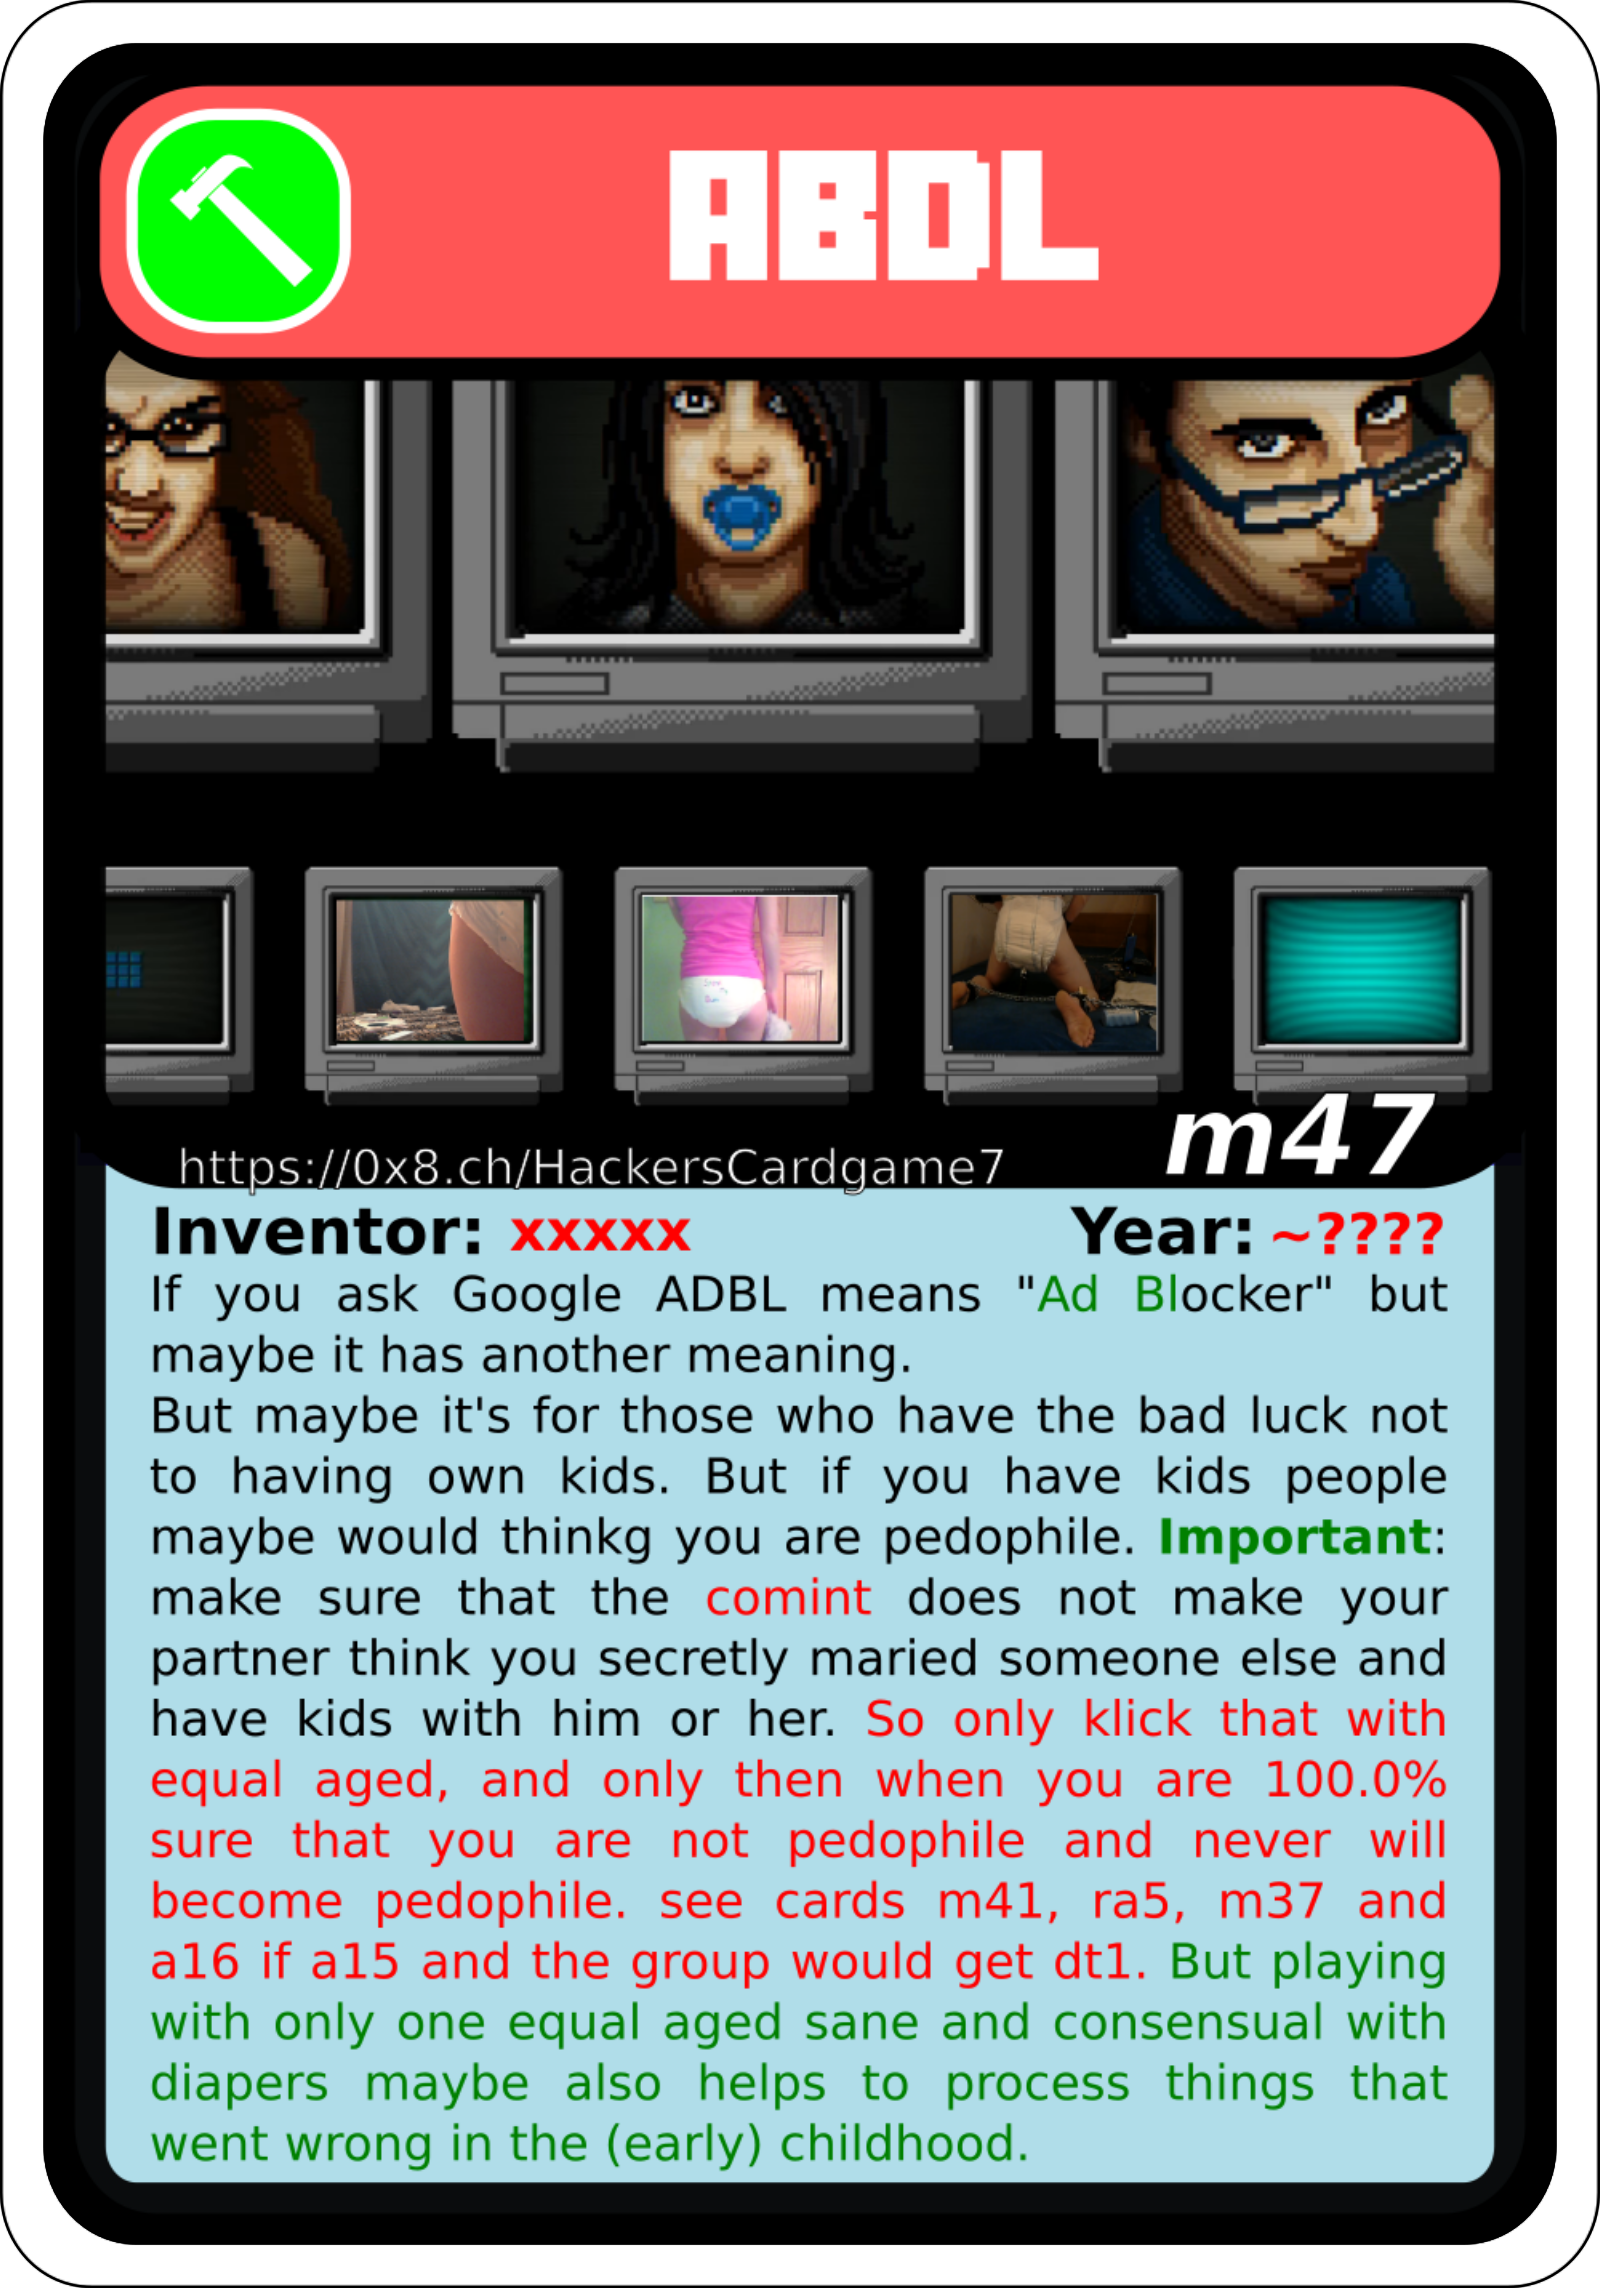 ABDL
m47
https://0x8.ch/HackersCardgame7
Inventor: xxxxx Year: ~????
If you ask Google ADBL means "Ad Blocker" but
maybe it has another meaning.
But maybe it's for those who have the bad luck not
to having own kids. But if you have kids people
maybe would thinkg you are pedophile. Important:
make sure that the comint does not make your
partner think you secretly maried someone else and
have kids with him or her. So only klick that with
equal aged, and only then when you are 100.0%
sure that you are not pedophile and never will
become pedophile. see cards m41, ra5, m37 and
a16 if a15 and the group would get dt1. But playing
with only one equal aged sane and consensual with
diapers maybe also helps to process things that
went wrong in the (early) childhood.